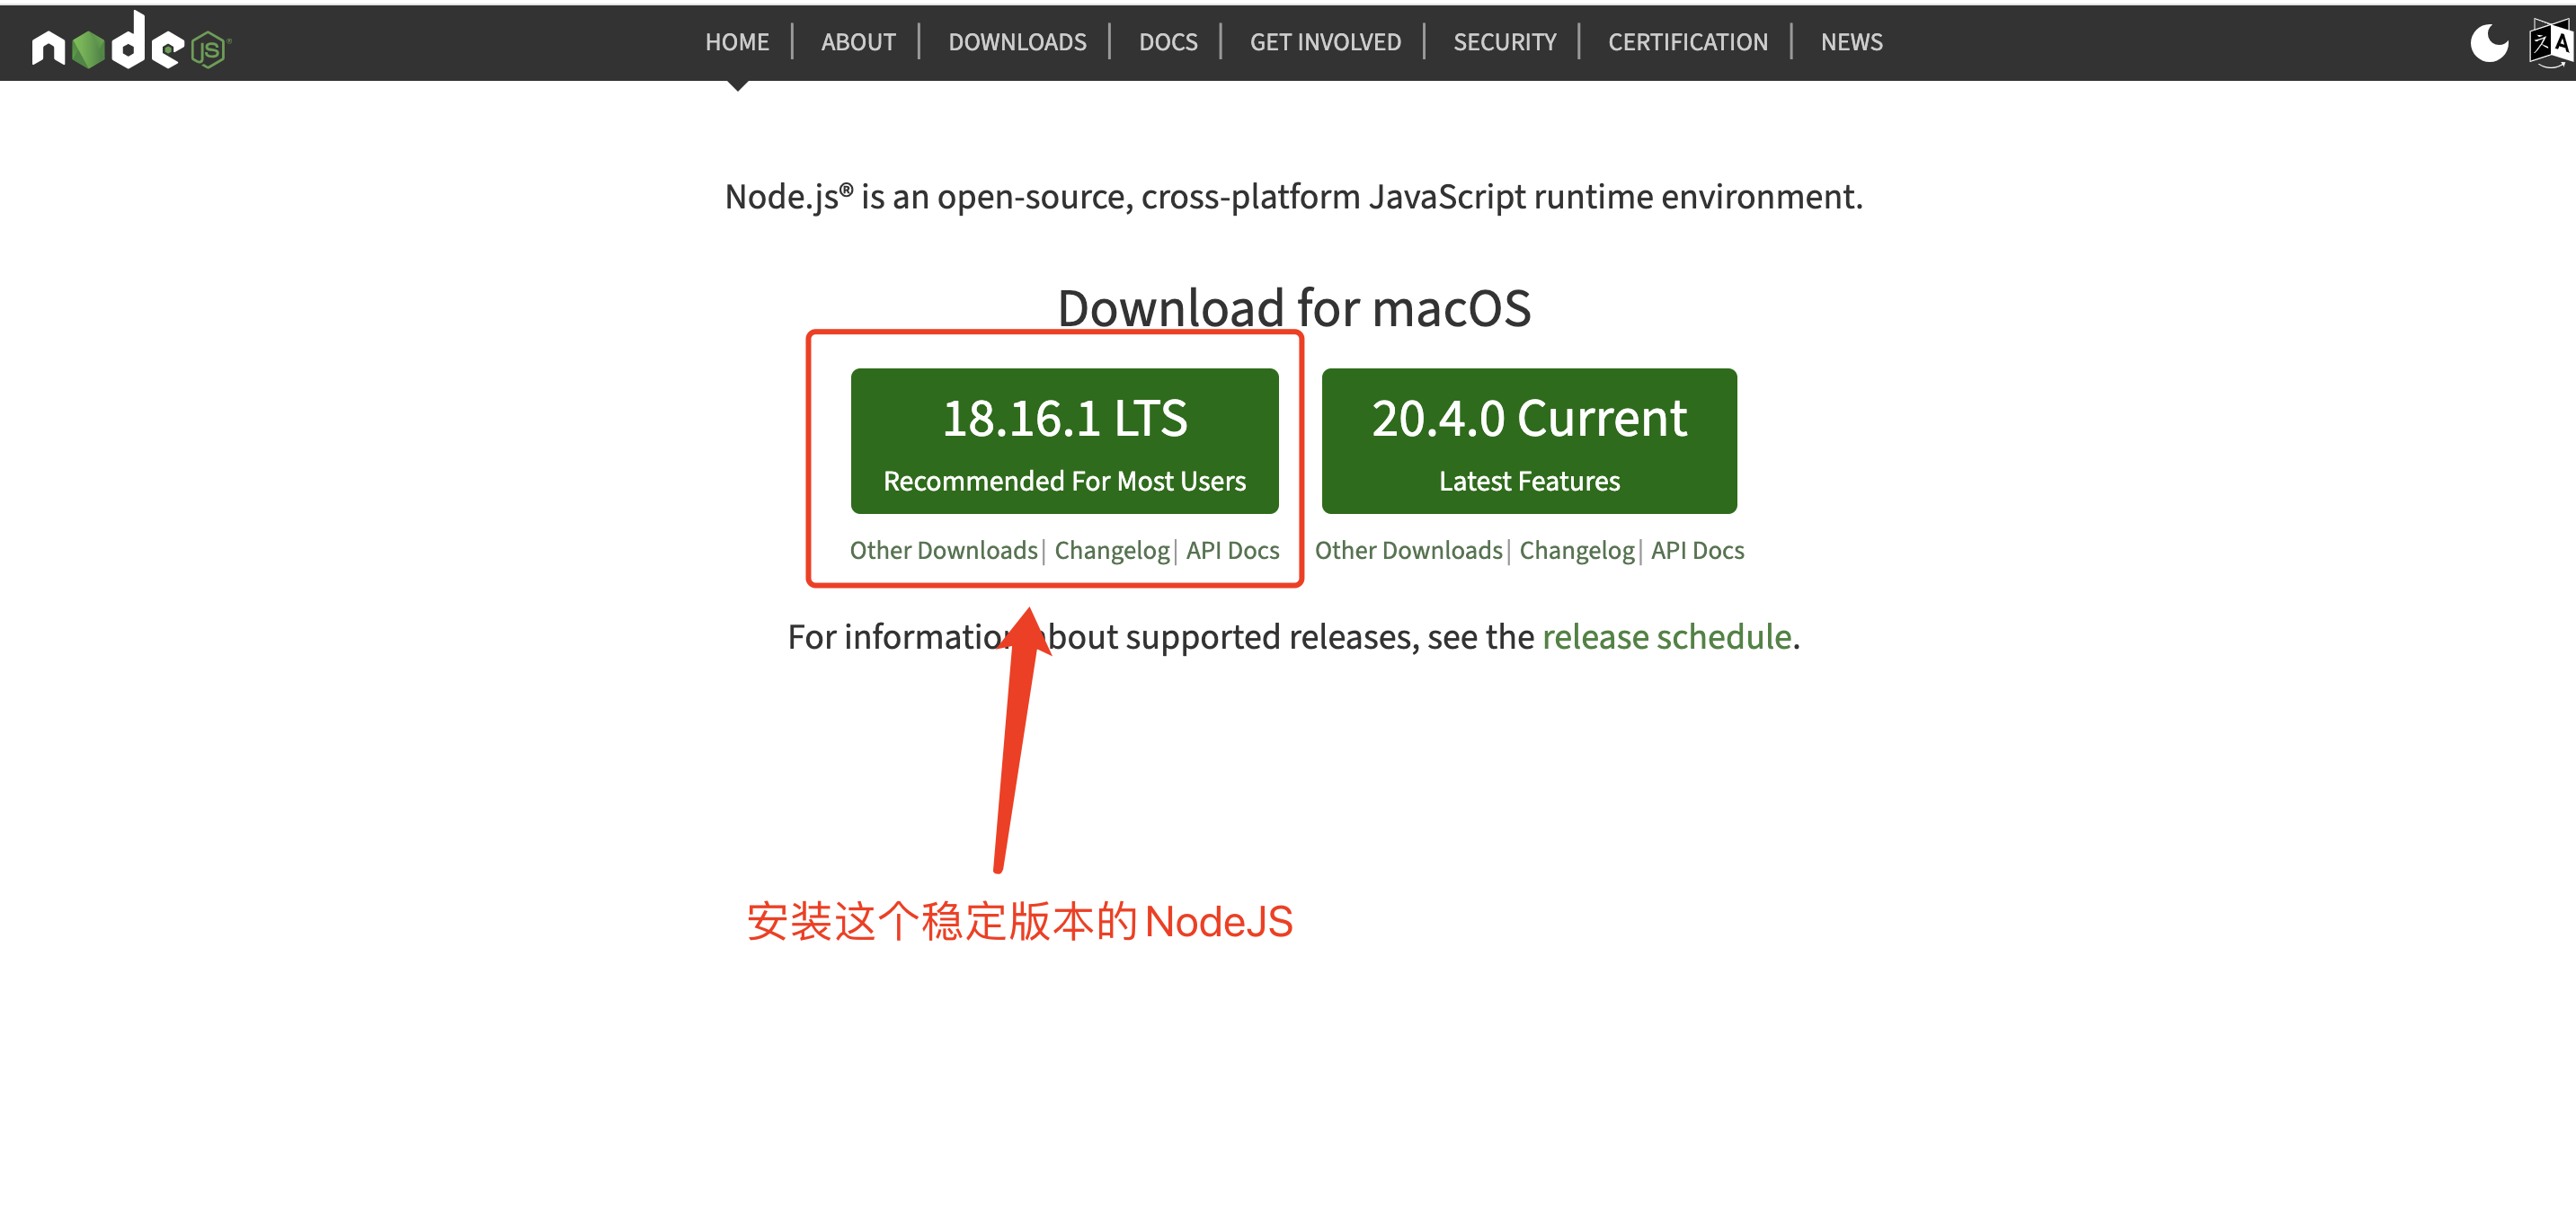 node JS
HOME | ABOUT | DOWNLOADS | DOCS | GET INVOLVED | SECURITY | CERTIFICATION | NEWS
Node.js® is an open-source, cross-platform JavaScript runtime environment.
Download for macOS
18.16.1 LTS
Recommended For Most Users
20.4.0 Current
Latest Features
Other Downloads | Changelog | API Docs
Other Downloads | Changelog | API Docs
For information about supported releases, see the release schedule.
安装这个稳定版本的NodeJS